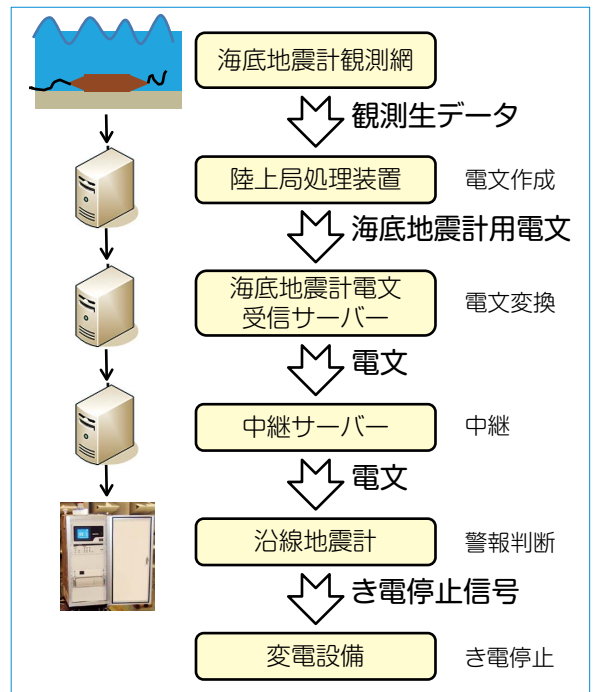 海底地震計観測網
観測生データ
陸上局処理装置
電文作成
海底地震計用電文
海底地震計電文
受信サーバー
電文変換
電文
中継サーバー
中継
電文
沿線地震計
警報判断
き電停止信号
変電設備
き電停止